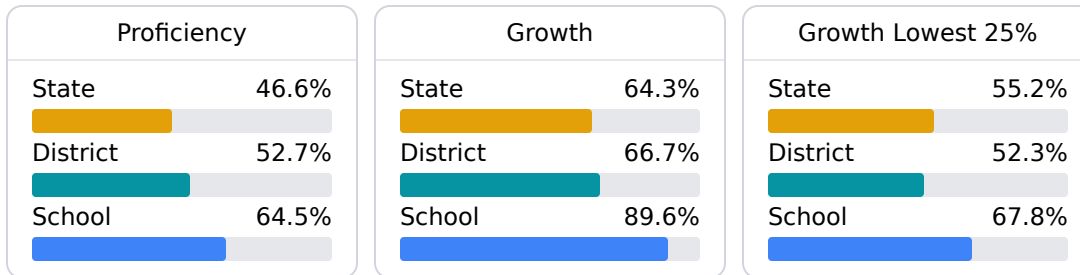 Proficiency
State 46.6%
District 52.7%
School 64.5%
Growth
State 64.3%
District 66.7%
School 89.6%
Growth Lowest 25%
State 55.2%
District 52.3%
School 67.8%